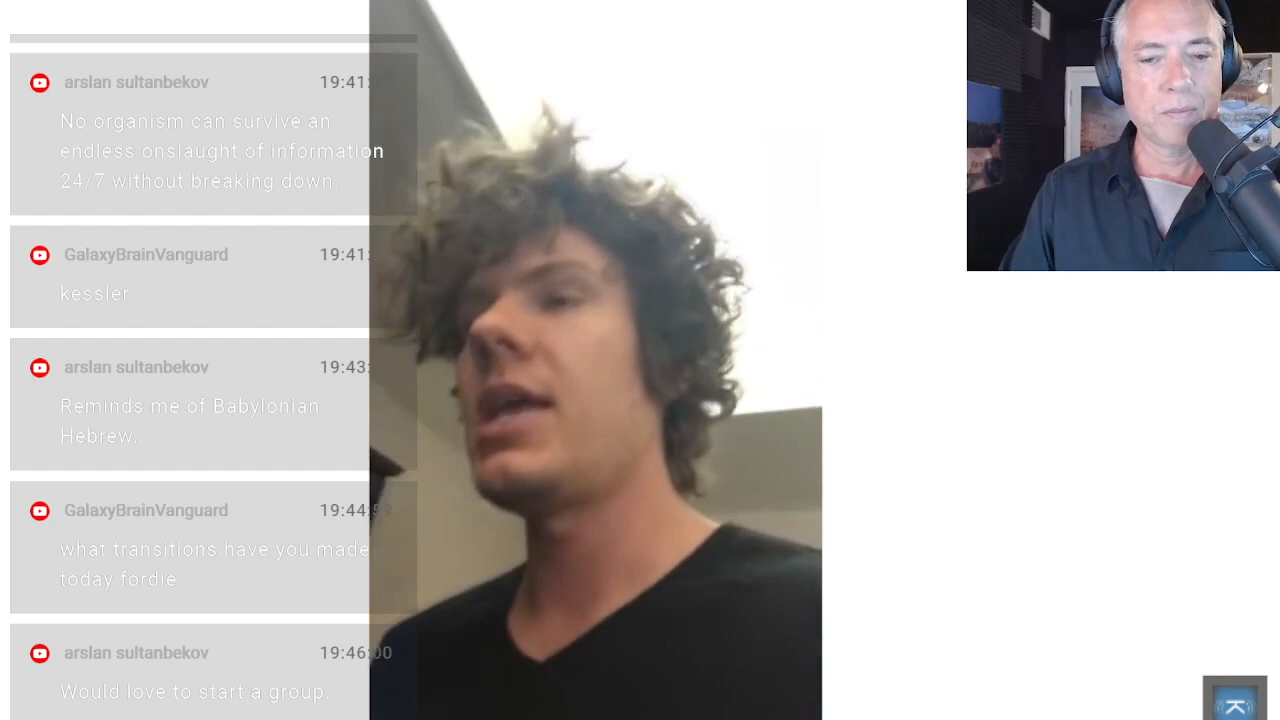 arslan sultanbekov 19:41:
No organism can survive an
endless onslaught of information
24/7 without breaking down.
GalaxyBrainVanguard 19:41:
kessler
arslan sultanbekov 19:43:
Reminds me of Babylonian
Hebrew.
GalaxyBrainVanguard 19:44:59
what transitions have you made
today fordie
arslan sultanbekov 19:46:00
Would love to start a group.
K